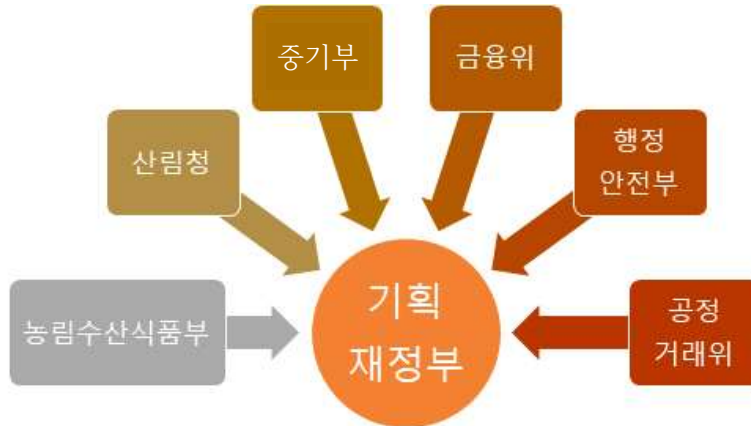 중기부
금융위
산림청
행정
안전부
농림수산식품부
기획
재정부
공정
거래위